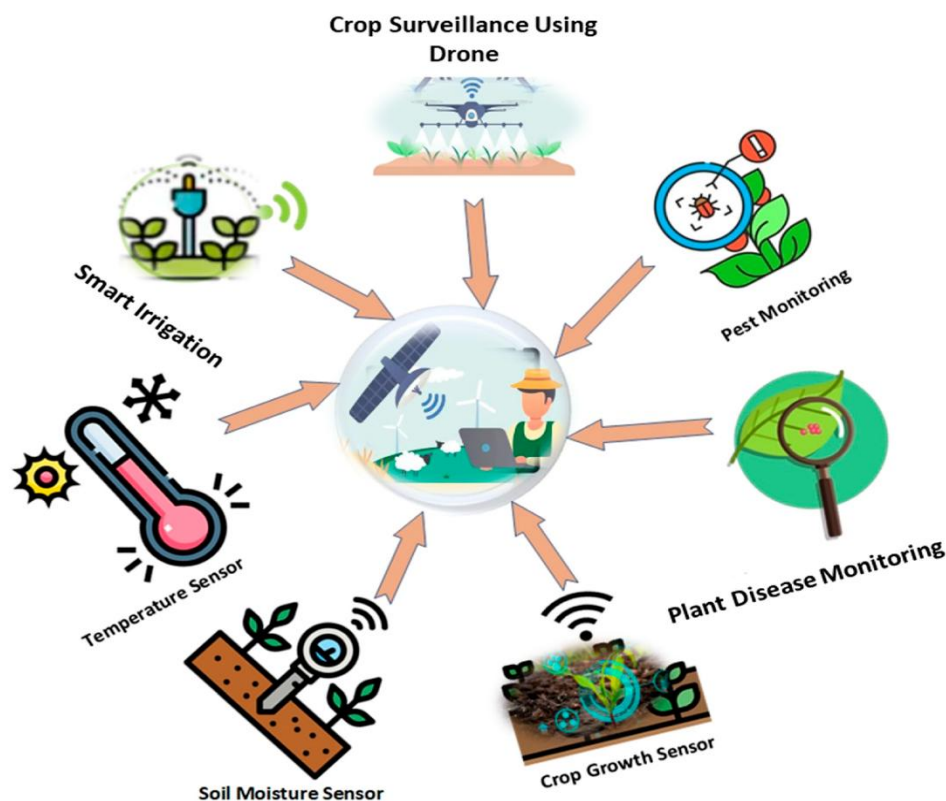 Crop Surveillance Using
Drone
Smart Irrigation
Pest Monitoring
Temperature Sensor
Plant Disease Monitoring
Soil Moisture Sensor
Crop Growth Sensor